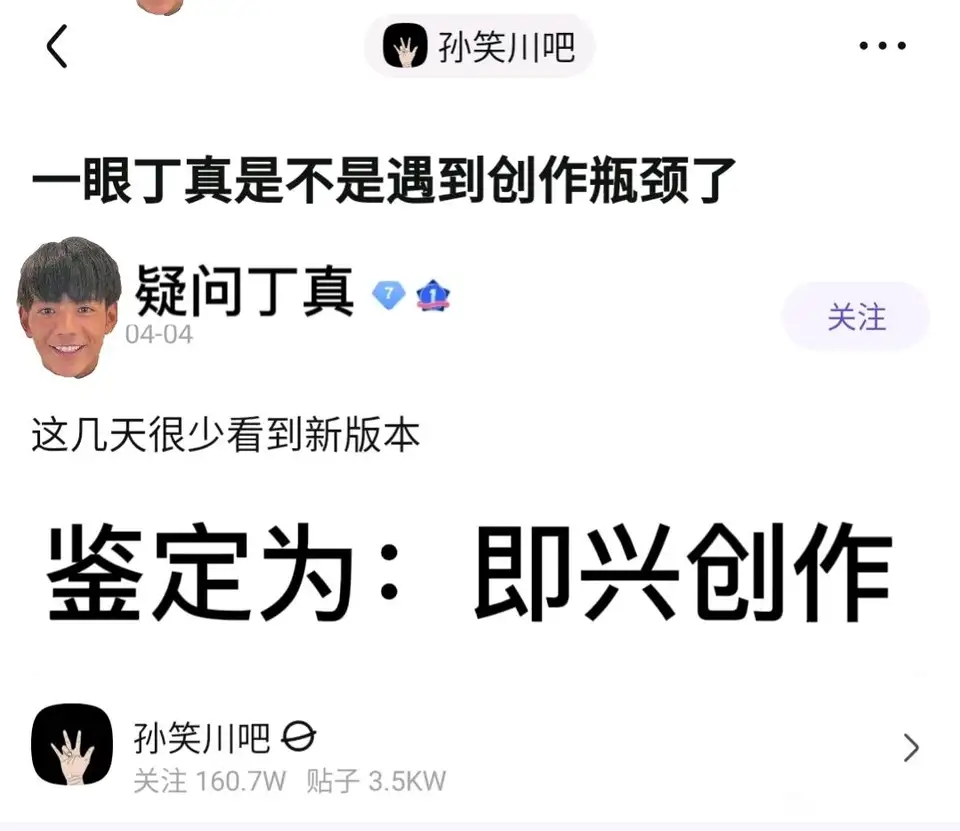 孙笑川吧
一眼丁真是不是遇到创作瓶颈了
疑问丁真 7 1
04-04
关注
这几天很少看到新版本
鉴定为：即兴创作
孙笑川吧
关注 160.7W 贴子 3.5KW